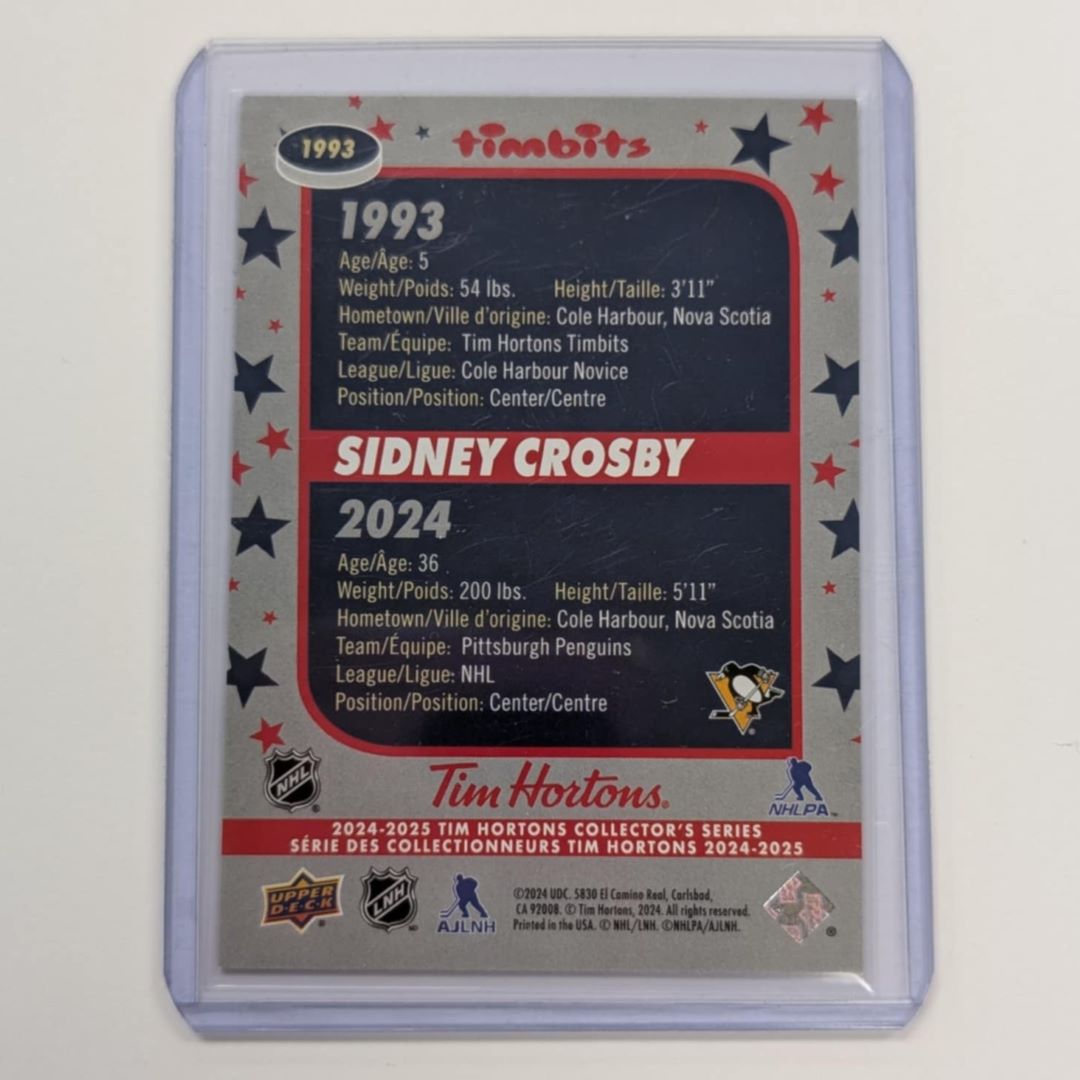 1993
timbits
1993
Age/Âge: 5
Weight/Poids: 54 lbs. Height/Taille: 3'11"
Hometown/Ville d'origine: Cole Harbour, Nova Scotia
Team/Équipe: Tim Hortons Timbits
League/Ligue: Cole Harbour Novice
Position/Position: Center/Centre
SIDNEY CROSBY
2024
Age/Âge: 36
Weight/Poids: 200 lbs. Height/Taille: 5'11"
Hometown/Ville d'origine: Cole Harbour, Nova Scotia
Team/Équipe: Pittsburgh Penguins
League/Ligue: NHL
Position/Position: Center/Centre
NHL ®
Tim Hortons®
NHLPA™
2024-2025 TIM HORTONS COLLECTOR'S SERIES
SÉRIE DES COLLECTIONNEURS TIM HORTONS 2024-2025
UPPER
D·E·C·K ®
LNH MD
AJLNH
©2024 UDC. 5830 El Camino Real, Carlsbad,
CA 92008. © Tim Hortons, 2024. All rights reserved.
Printed in the USA. © NHL/LNH. ©NHLPA/AJLNH.
®